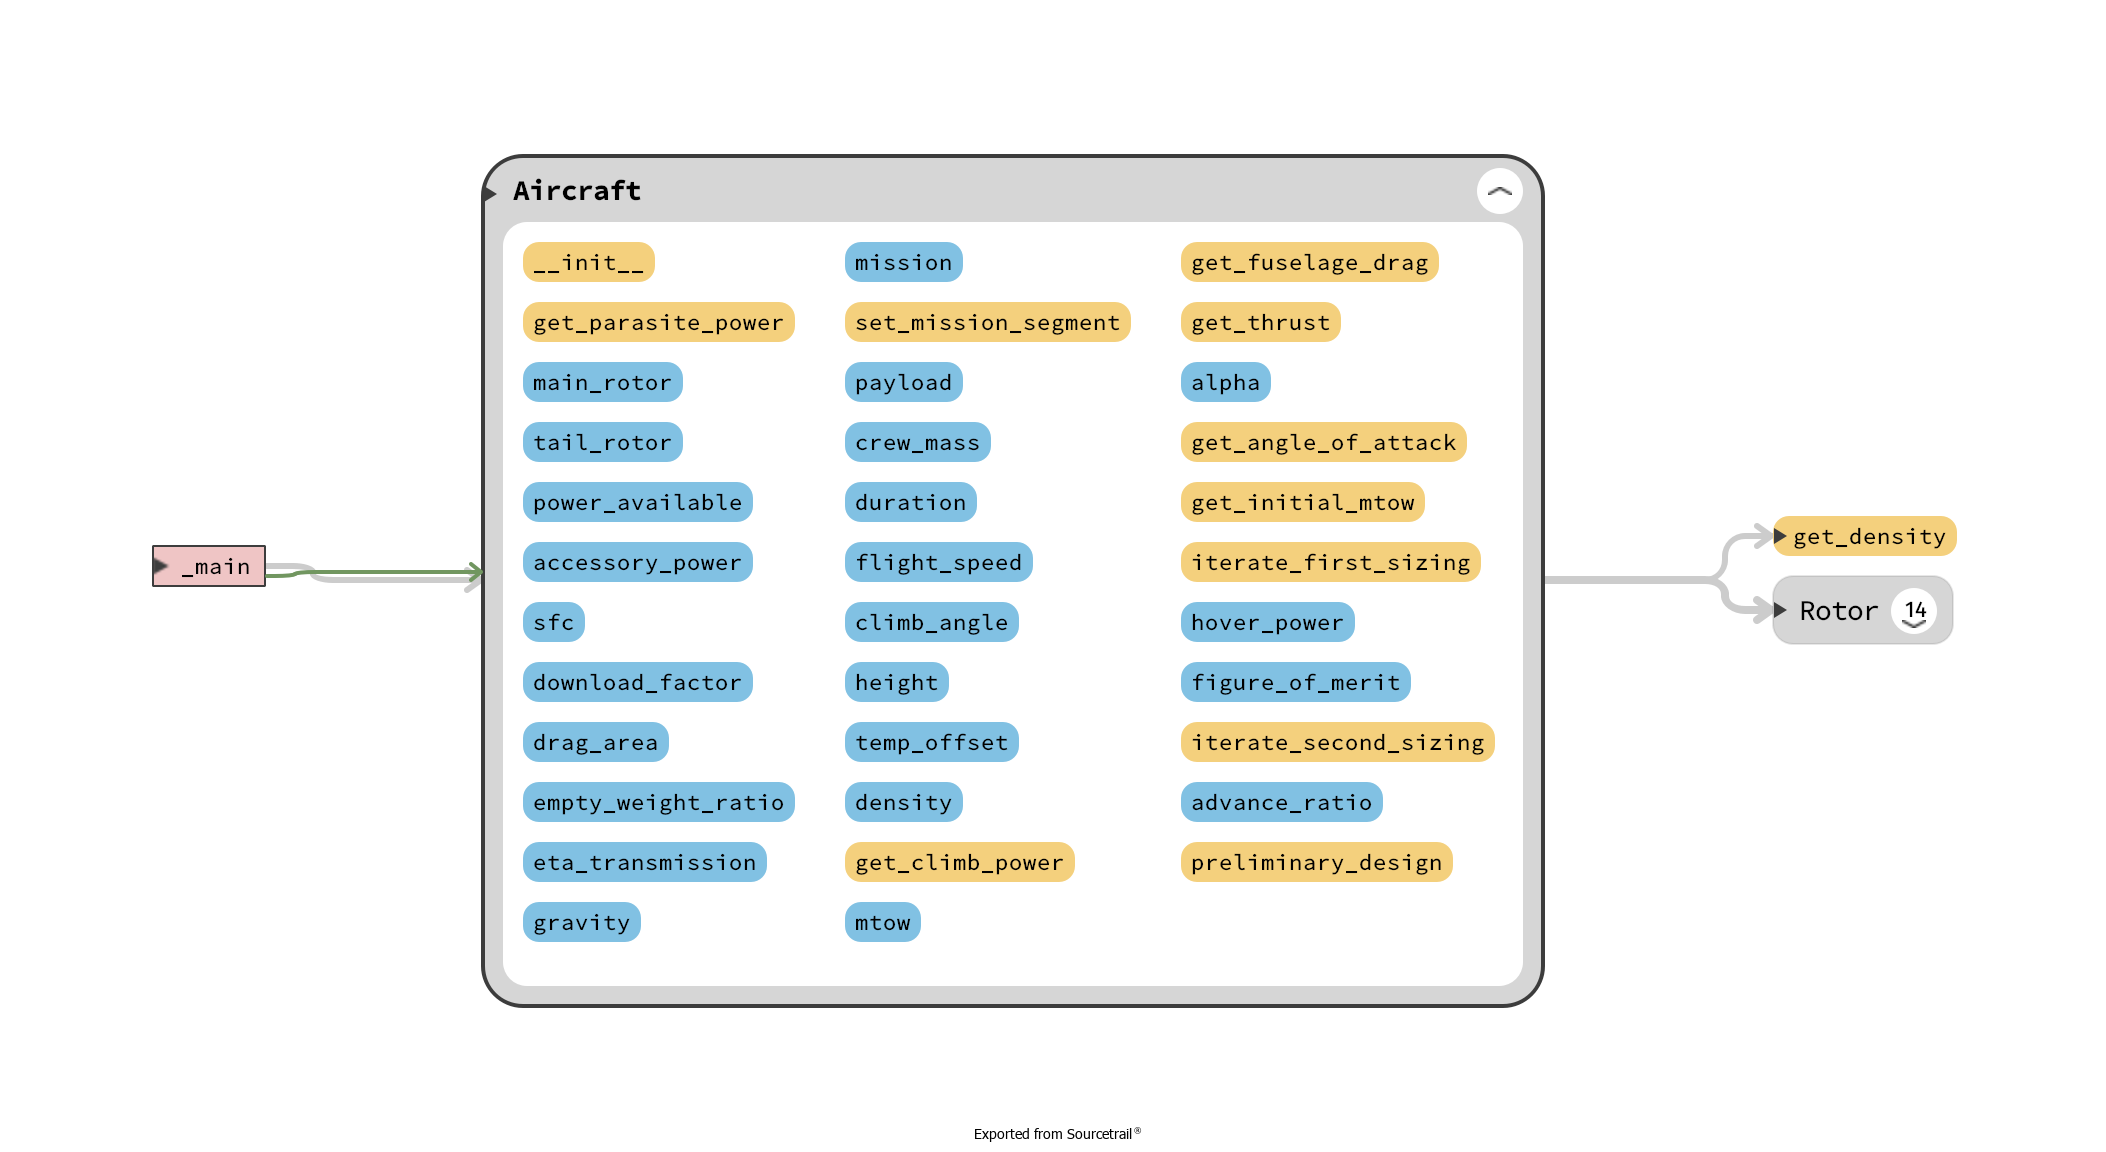 Aircraft
__init__
get_parasite_power
main_rotor
tail_rotor
power_available
accessory_power
sfc
download_factor
drag_area
empty_weight_ratio
eta_transmission
gravity
mission
set_mission_segment
payload
crew_mass
duration
flight_speed
climb_angle
height
temp_offset
density
get_climb_power
mtow
get_fuselage_drag
get_thrust
alpha
get_angle_of_attack
get_initial_mtow
iterate_first_sizing
hover_power
figure_of_merit
iterate_second_sizing
advance_ratio
preliminary_design
_main
get_density
Rotor 14
Exported from Sourcetrail®